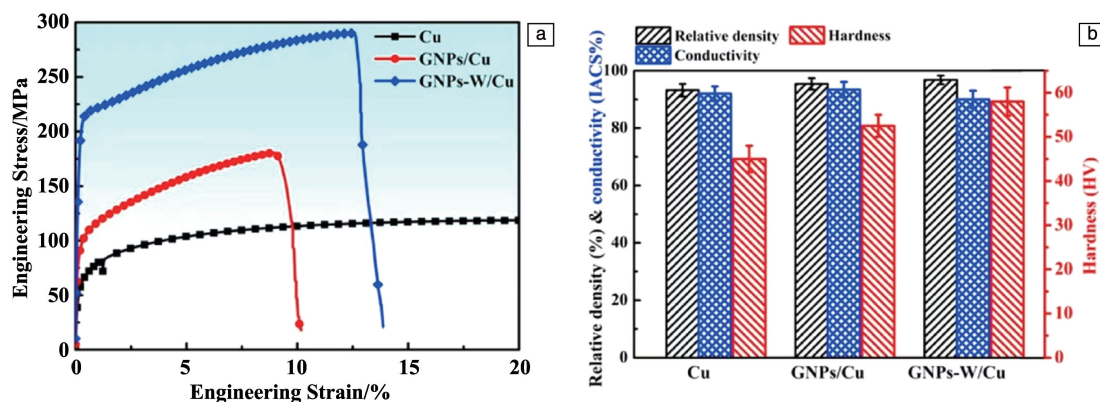 a
Engineering Stress/MPa
300
250
200
150
100
50
0
Cu
GNPs/Cu
GNPs-W/Cu
0 5 10 15 20
Engineering Strain/%
b
Relative density Hardness
Conductivity
Relative density (%) & conductivity (IACS%)
100
80
60
40
20
0
60
50
40
30
20
10
0
Hardness (HV)
Cu GNPs/Cu GNPs-W/Cu